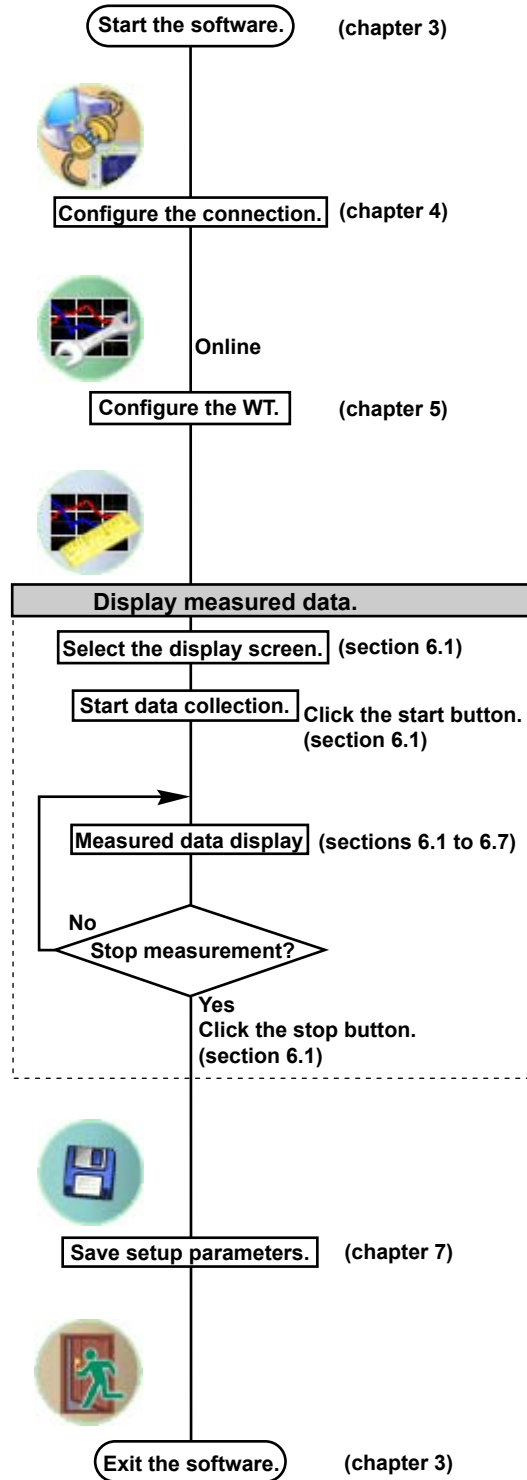 Start the software. (chapter 3)
Configure the connection. (chapter 4)
Online
Configure the WT. (chapter 5)
Display measured data.
Select the display screen. (section 6.1)
Start data collection. Click the start button.
(section 6.1)
Measured data display (sections 6.1 to 6.7)
No
Stop measurement?
Yes
Click the stop button.
(section 6.1)
Save setup parameters. (chapter 7)
Exit the software. (chapter 3)